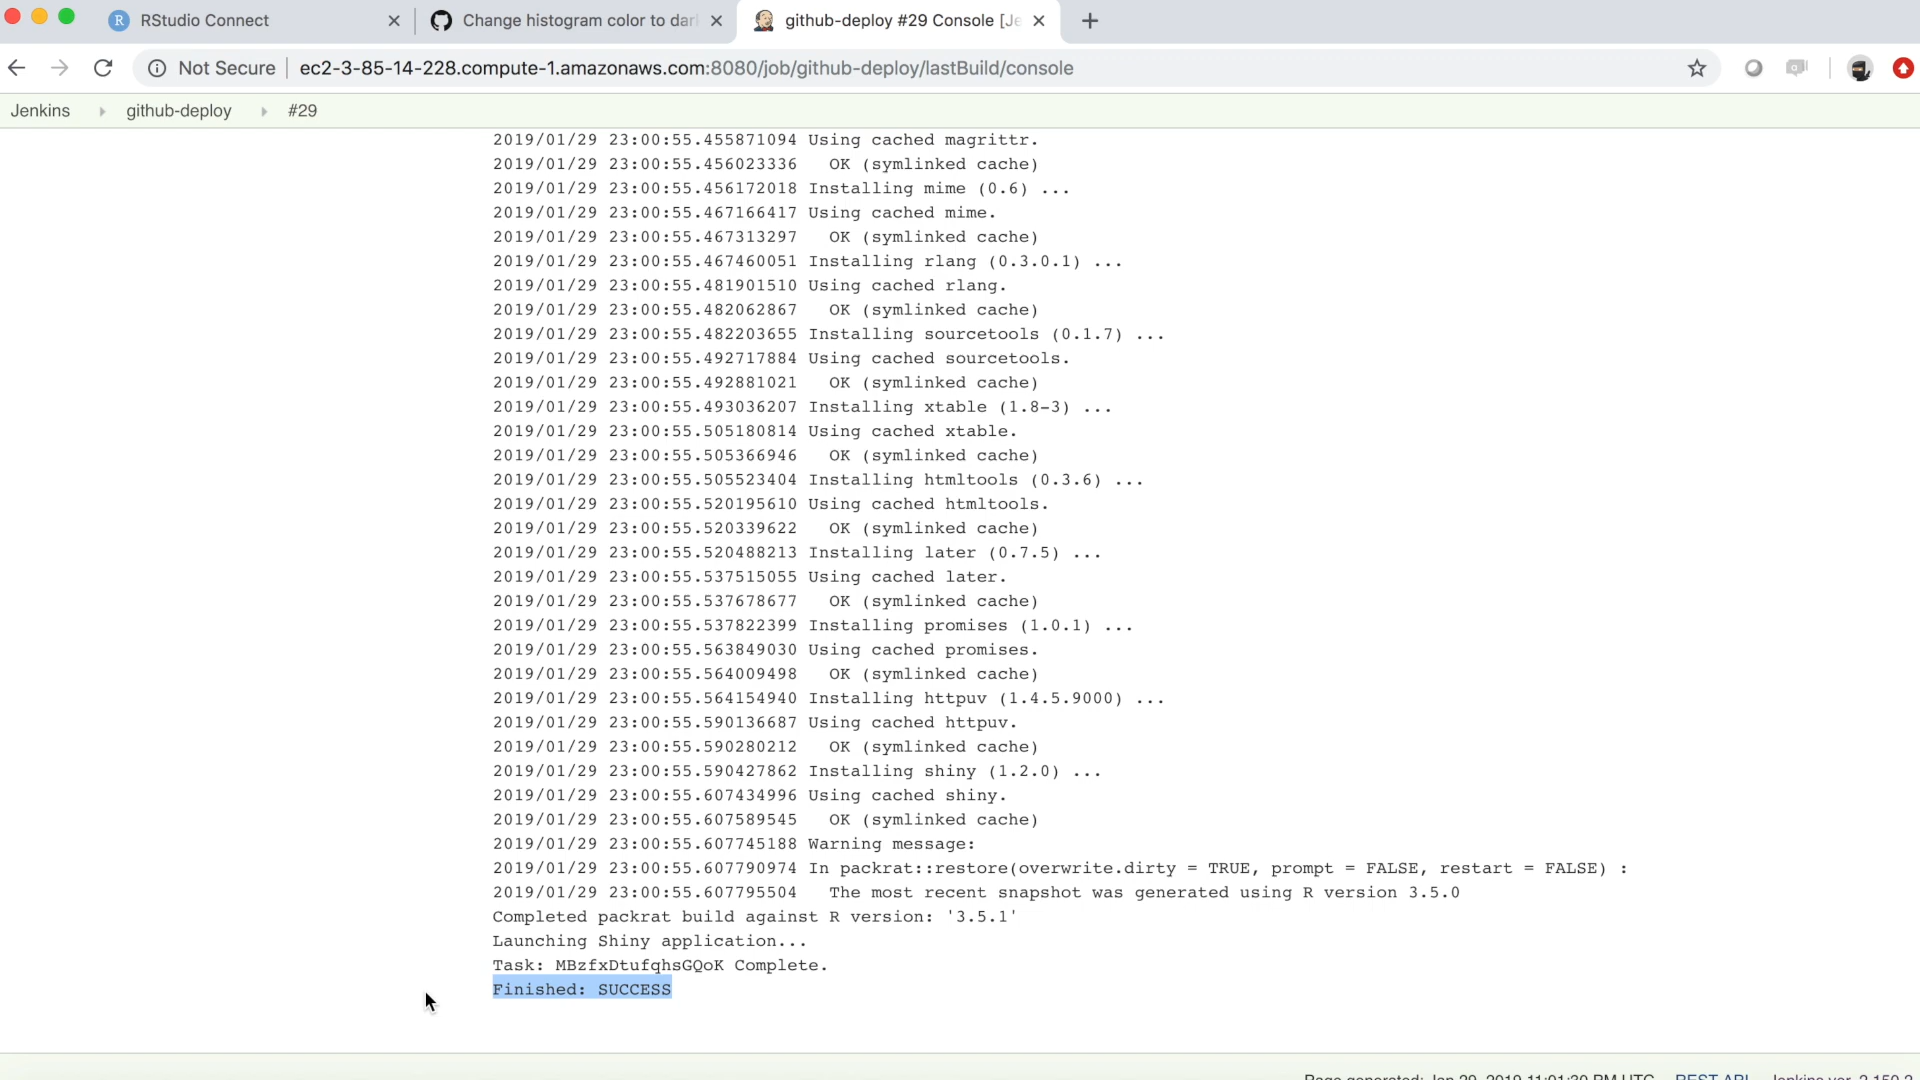 RStudio Connect
Change histogram color to dar
github-deploy #29 Console [Je
Not Secure
ec2-3-85-14-228.compute-1.amazonaws.com:8080/job/github-deploy/lastBuild/console
Jenkins github-deploy #29
2019/01/29 23:00:55.455871094 Using cached magrittr.
2019/01/29 23:00:55.456023336   OK (symlinked cache)
2019/01/29 23:00:55.456172018 Installing mime (0.6) ...
2019/01/29 23:00:55.467166417 Using cached mime.
2019/01/29 23:00:55.467313297   OK (symlinked cache)
2019/01/29 23:00:55.467460051 Installing rlang (0.3.0.1) ...
2019/01/29 23:00:55.481901510 Using cached rlang.
2019/01/29 23:00:55.482062867   OK (symlinked cache)
2019/01/29 23:00:55.482203655 Installing sourcetools (0.1.7) ...
2019/01/29 23:00:55.492717884 Using cached sourcetools.
2019/01/29 23:00:55.492881021   OK (symlinked cache)
2019/01/29 23:00:55.493036207 Installing xtable (1.8-3) ...
2019/01/29 23:00:55.505180814 Using cached xtable.
2019/01/29 23:00:55.505366946   OK (symlinked cache)
2019/01/29 23:00:55.505523404 Installing htmltools (0.3.6) ...
2019/01/29 23:00:55.520195610 Using cached htmltools.
2019/01/29 23:00:55.520339622   OK (symlinked cache)
2019/01/29 23:00:55.520488213 Installing later (0.7.5) ...
2019/01/29 23:00:55.537515055 Using cached later.
2019/01/29 23:00:55.537678677   OK (symlinked cache)
2019/01/29 23:00:55.537822399 Installing promises (1.0.1) ...
2019/01/29 23:00:55.563849030 Using cached promises.
2019/01/29 23:00:55.564009498   OK (symlinked cache)
2019/01/29 23:00:55.564154940 Installing httpuv (1.4.5.9000) ...
2019/01/29 23:00:55.590136687 Using cached httpuv.
2019/01/29 23:00:55.590280212   OK (symlinked cache)
2019/01/29 23:00:55.590427862 Installing shiny (1.2.0) ...
2019/01/29 23:00:55.607434996 Using cached shiny.
2019/01/29 23:00:55.607589545   OK (symlinked cache)
2019/01/29 23:00:55.607745188 Warning message:
2019/01/29 23:00:55.607790974 In packrat::restore(overwrite.dirty = TRUE, prompt = FALSE, restart = FALSE) :
2019/01/29 23:00:55.607795504   The most recent snapshot was generated using R version 3.5.0
Completed packrat build against R version: '3.5.1'
Launching Shiny application...
Task: MBzfxDtufqhsGQoK Complete.
Finished: SUCCESS
Page generated: Jan 29, 2019 11:01:30 PM UTC REST API Jenkins ver. 2.150.2